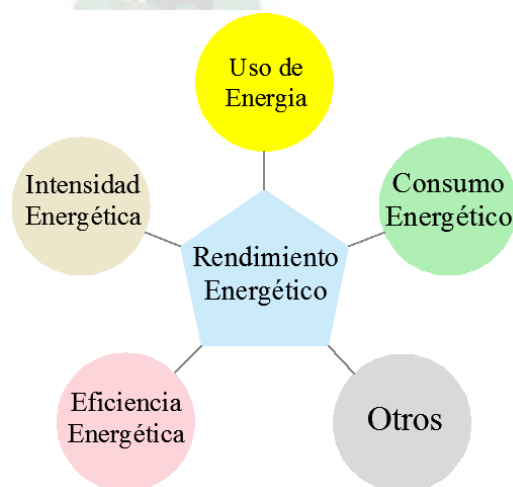 Uso de
Energia
Intensidad
Energética
Consumo
Energético
Rendimiento
Energético
Eficiencia
Energética
Otros